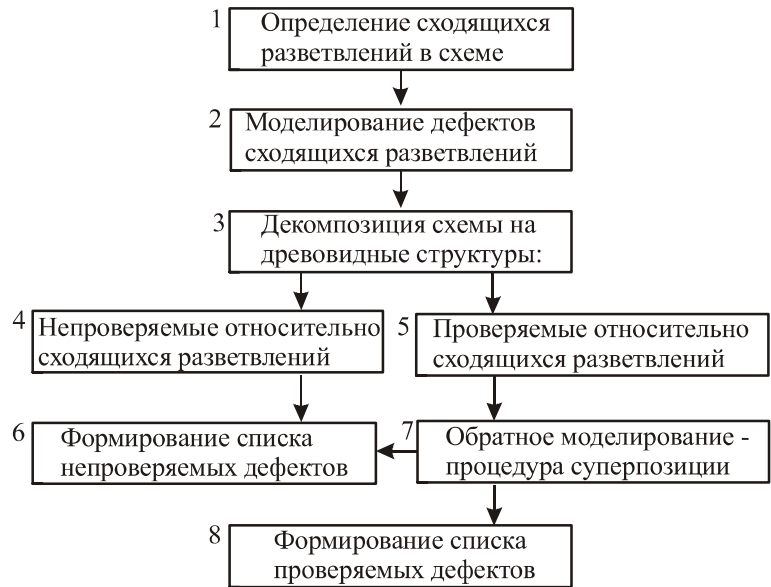 1 Определение сходящихся
разветвлений в схеме
2 Моделирование дефектов
сходящихся разветвлений
3 Декомпозиция схемы на
древовидные структуры:
4 Непроверяемые относительно
сходящихся разветвлений
5 Проверяемые относительно
сходящихся разветвлений
6 Формирование списка
непроверяемых дефектов
7 Обратное моделирование -
процедура суперпозиции
8 Формирование списка
проверяемых дефектов